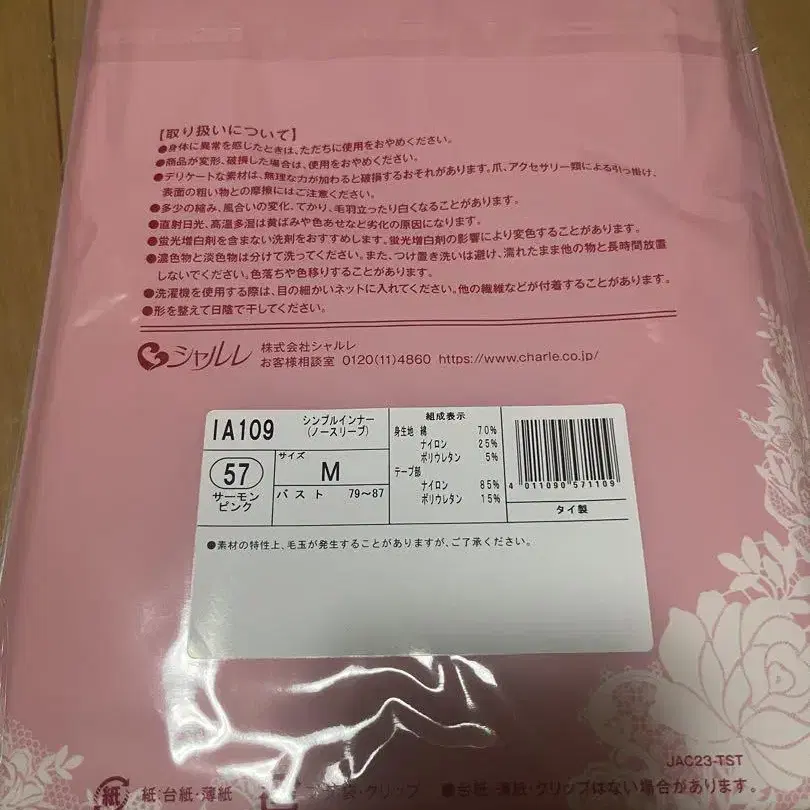 【取り扱いについて】
●身体に異常を感じたときは、ただちに使用をおやめください。
●商品が変形、破損した場合は、使用をおやめください。
●デリケートな素材は、無理な力が加わると破損するおそれがあります。爪、アクセサリー類による引っ掛け、
表面の粗い物との摩擦にはご注意ください。
●多少の縮み、風合いの変化、てかり、毛羽立ったり白くなることがあります。
●直射日光、高温多湿は黄ばみや色あせなど劣化の原因になります。
●蛍光増白剤を含まない洗剤をおすすめします。蛍光増白剤の影響により変色することがあります。
●濃色物と淡色物は分けて洗ってください。また、つけ置き洗いは避け、濡れたまま他の物と長時間放置
しないでください。色落ちや色移りすることがあります。
●洗濯機を使用する際は、目の細かいネットに入れてください。他の繊維などが付着することがあります。
●形を整えて日陰で干してください。
シャルレ
株式会社シャルレ
お客様相談室 0120(11)4860 https://www.charle.co.jp/
IA109
シンプルインナー
(ノースリーブ)
57
サーモン
ピンク
サイズ
M
バスト 79〜87
組成表示
身生地 綿 70%
ナイロン 25%
ポリウレタン 5%
テープ部
ナイロン 85%
ポリウレタン 15%
4 011090 571109
タイ製
●素材の特性上、毛玉が発生することがありますが、ご了承ください。
JAC23-TST
紙 紙・台紙・薄紙
袋・クリップ
●台紙・薄紙・クリップはない場合があります。